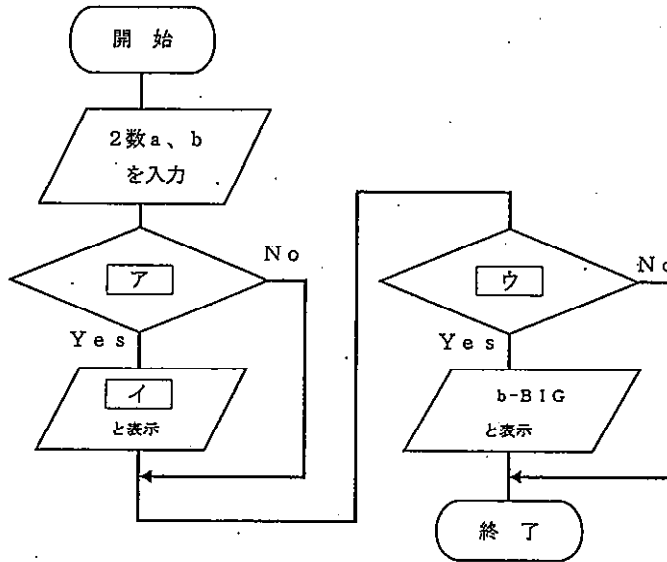 開始
2数a、b
を入力
ア
No
Yes
イ
と表示
ウ
No
Yes
b-BIG
と表示
終了